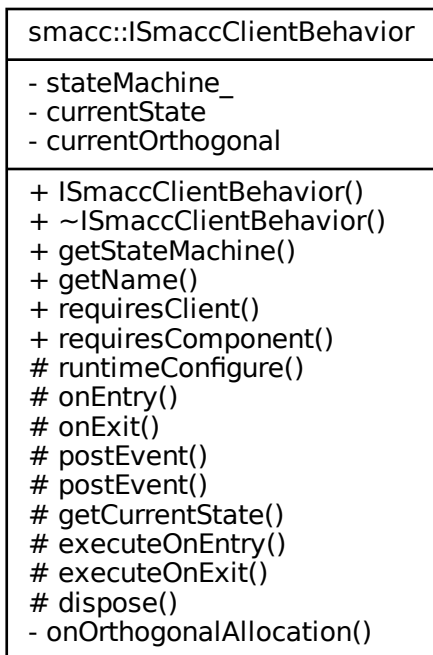 smacc::ISmaccClientBehavior
- stateMachine_
- currentState
- currentOrthogonal
+ ISmaccClientBehavior()
+ ~ISmaccClientBehavior()
+ getStateMachine()
+ getName()
+ requiresClient()
+ requiresComponent()
# runtimeConfigure()
# onEntry()
# onExit()
# postEvent()
# postEvent()
# getCurrentState()
# executeOnEntry()
# executeOnExit()
# dispose()
- onOrthogonalAllocation()